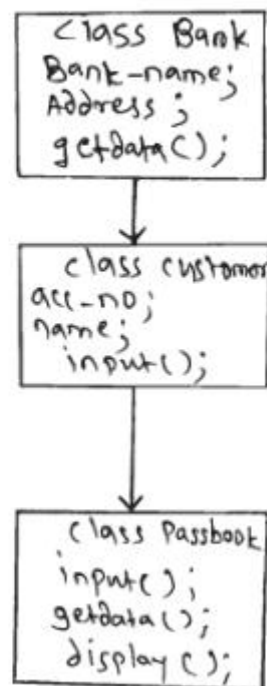 class Bank
Bank-name;
Address;
getdata();
class customer
acc-no;
name;
input();
class Passbook
input();
getdata();
display();